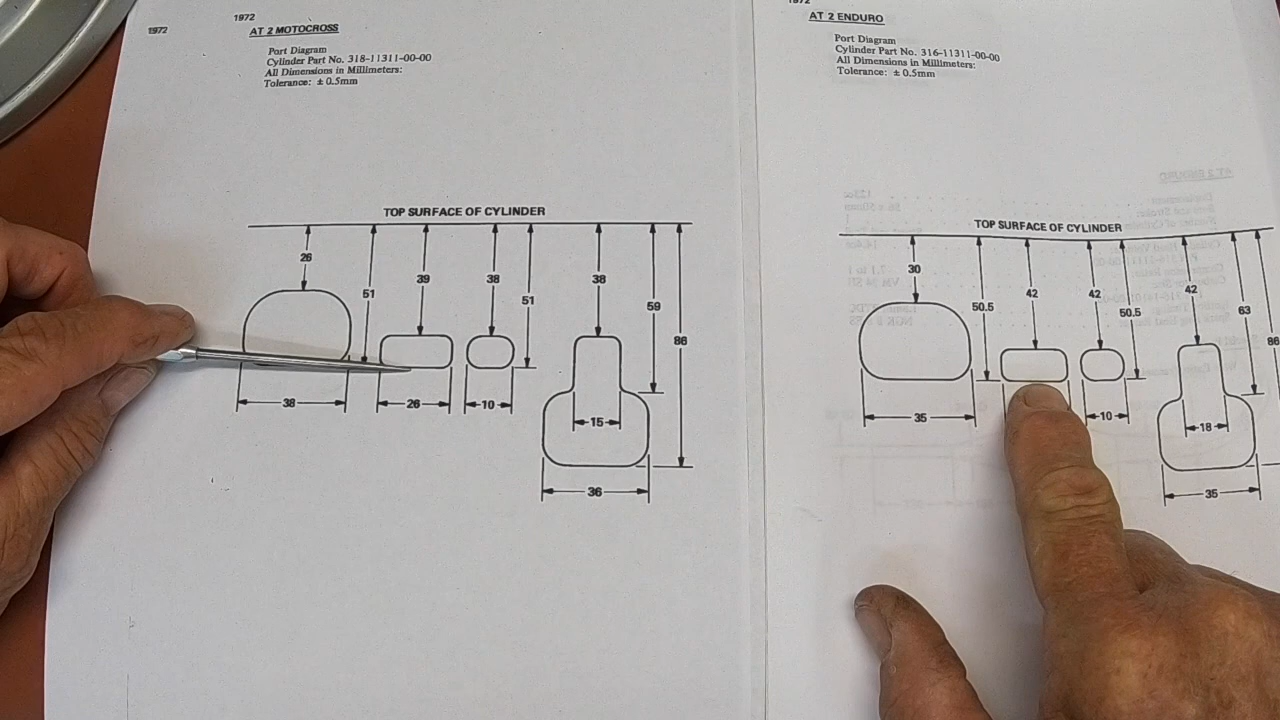 1972
1972
AT 2 MOTOCROSS
Port Diagram
Cylinder Part No. 318-11311-00-00
All Dimensions in Millimeters:
Tolerance: ± 0.5mm
TOP SURFACE OF CYLINDER
26
51
39
38
51
38
59
86
38
26
10
15
36
1972
AT 2 ENDURO
Port Diagram
Cylinder Part No. 316-11311-00-00
All Dimensions in Millimeters:
Tolerance: ± 0.5mm
TOP SURFACE OF CYLINDER
30
50.5
42
42
50.5
42
63
86
35
10
18
35